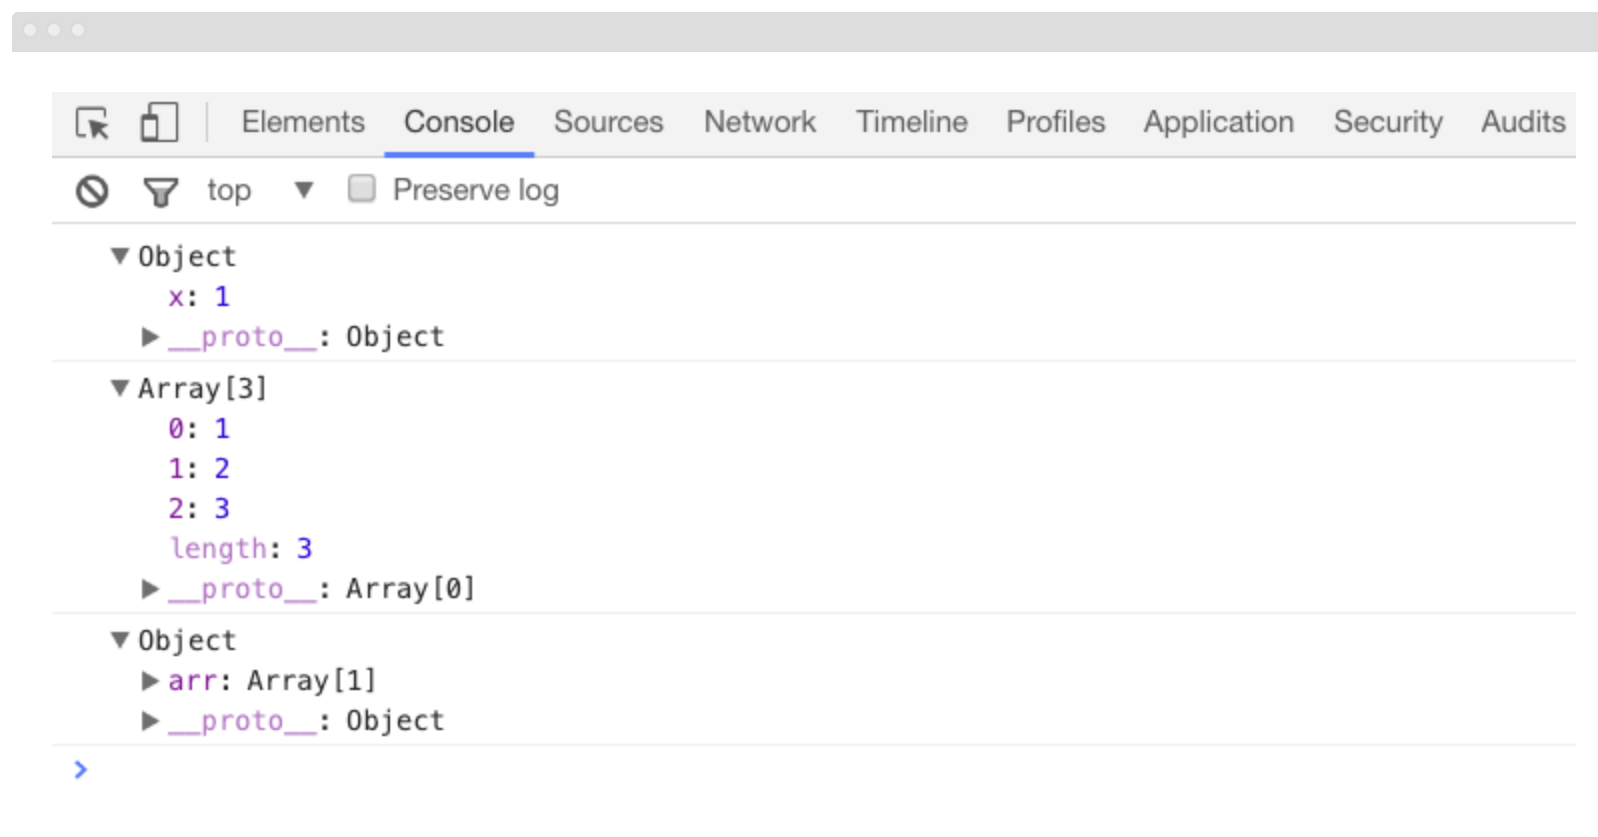 Elements Console Sources Network Timeline Profiles Application Security Audits
top Preserve log
Object
x: 1
__proto__: Object
Array[3]
0: 1
1: 2
2: 3
length: 3
__proto__: Array[0]
Object
arr: Array[1]
__proto__: Object